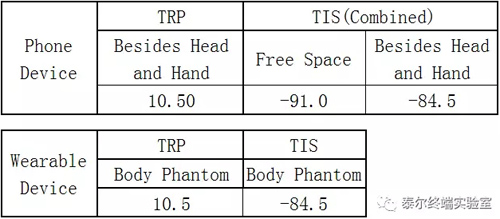 TRP TIS(Combined)
Phone Device
Besides Head and Hand Free Space Besides Head and Hand
10.50 -91.0 -84.5
TRP TIS
Wearable Device
Body Phantom Body Phantom
10.5 -84.5
泰尔终端实验室